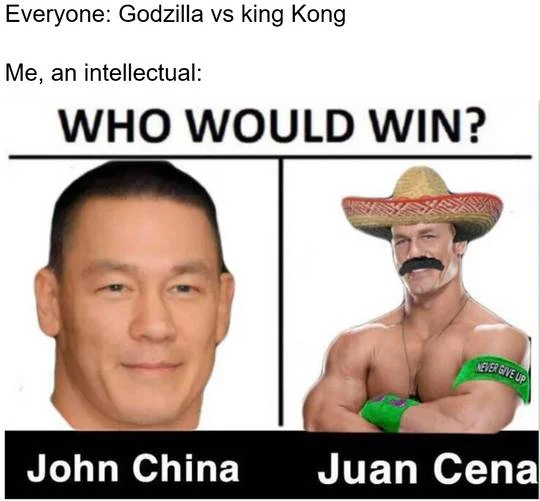 Everyone: Godzilla vs king Kong
Me, an intellectual:
WHO WOULD WIN?
NEVER GIVE UP
John China
Juan Cena